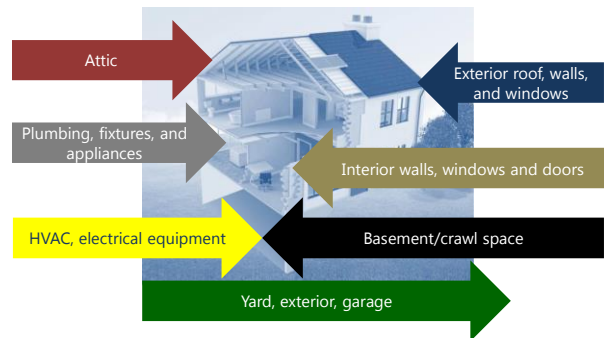 Attic
Exterior roof, walls,
and windows
Plumbing, fixtures, and
appliances
Interior walls, windows and doors
HVAC, electrical equipment
Basement/crawl space
Yard, exterior, garage